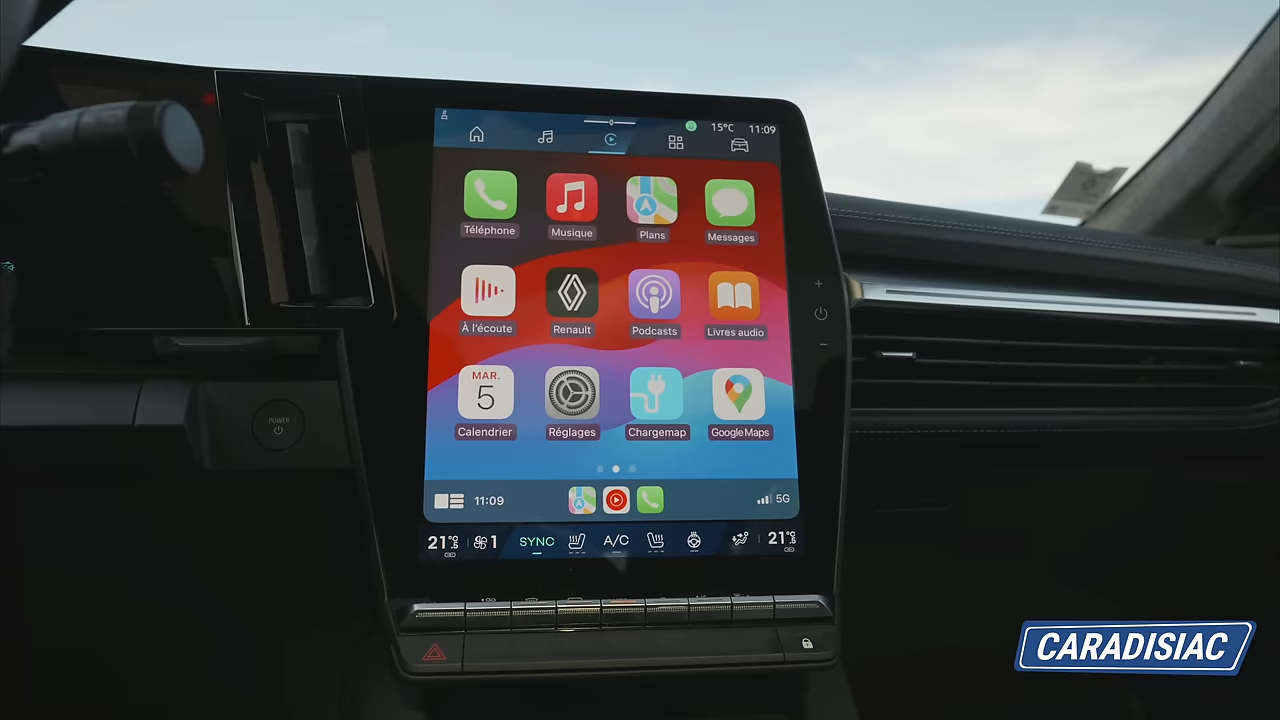 15°C 11:09
Téléphone Musique Plans Messages
À l'écoute Renault Podcasts Livres audio
MAR.
5
Calendrier Réglages Chargemap Google Maps
11:09 5G
21°C 1 SYNC A/C 21°C
POWER
CARADISIAC